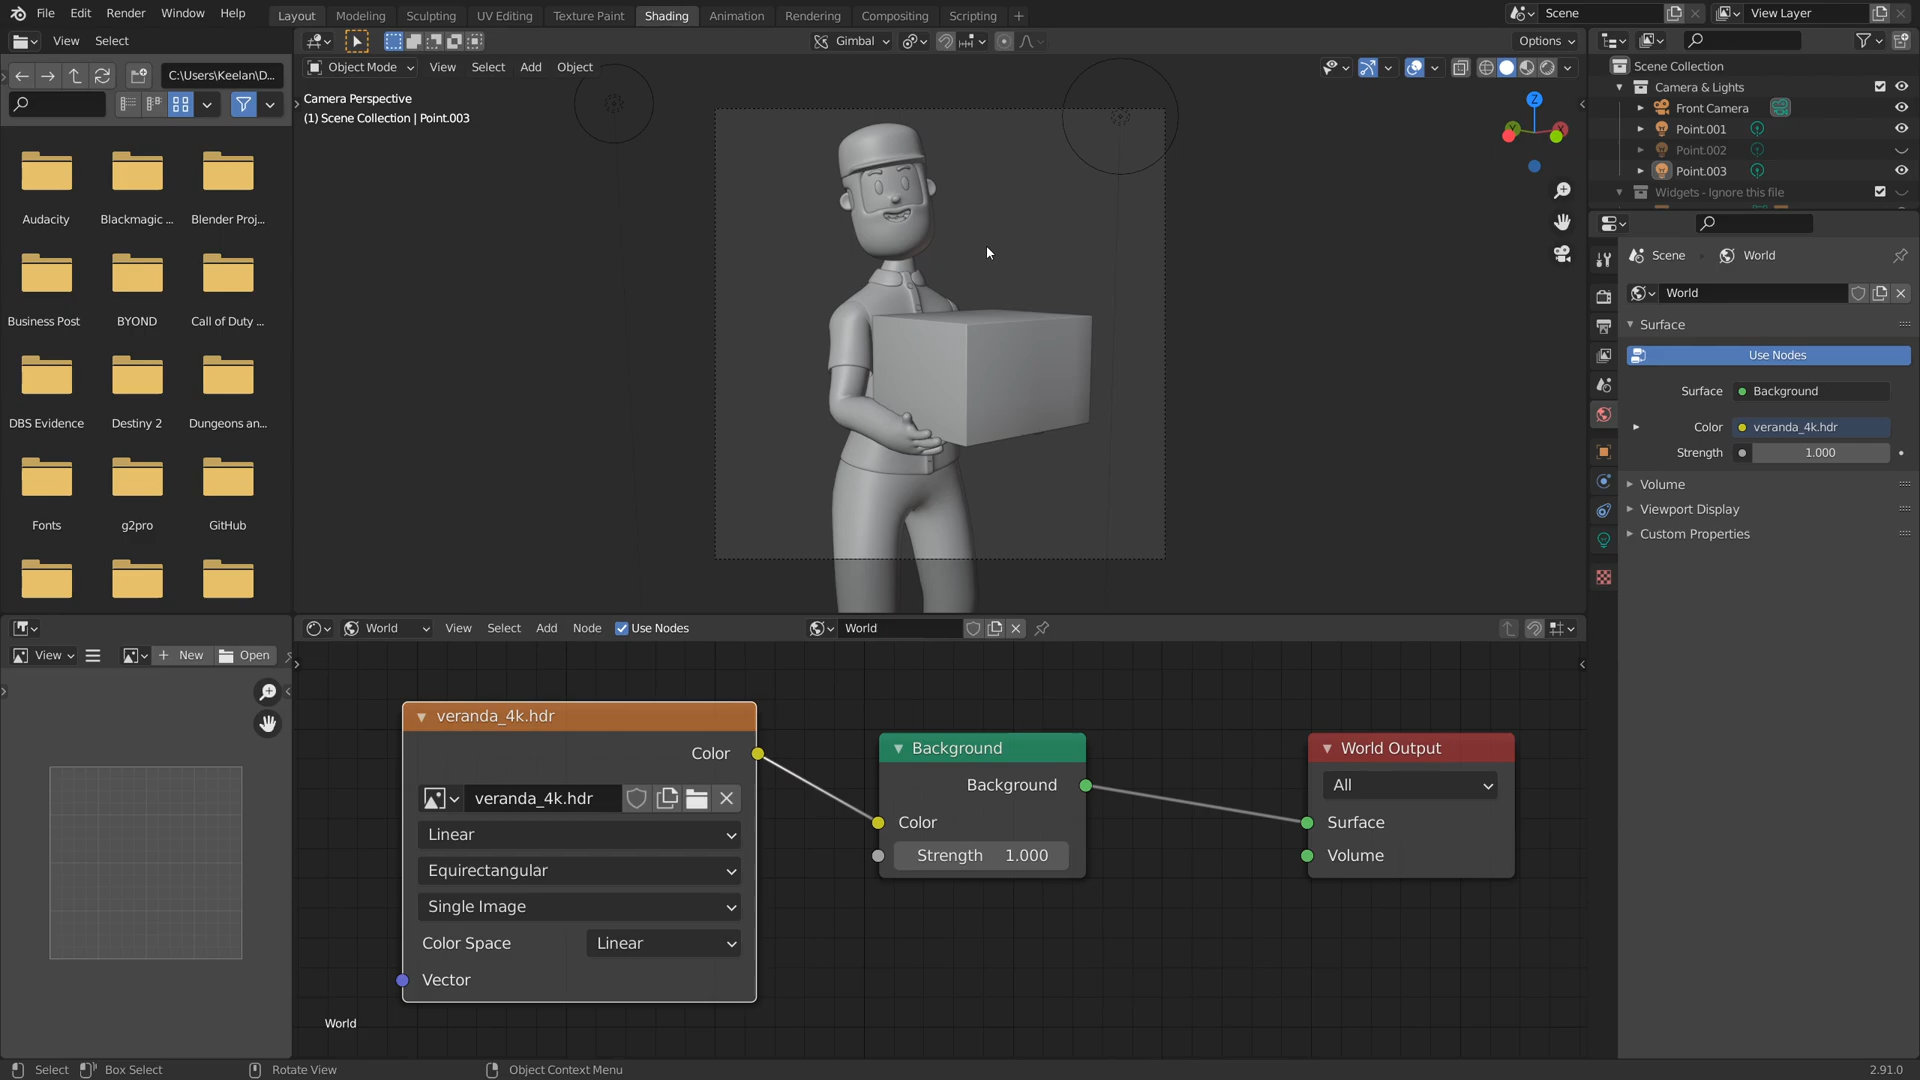 File Edit Render Window Help Layout Modeling Sculpting UV Editing Texture Paint Shading Animation Rendering Compositing Scripting + Scene View Layer
View Select
C:\Users\Keelan\D...
Audacity Blackmagic ... Blender Proj...
Business Post BYOND Call of Duty ...
DBS Evidence Destiny 2 Dungeons an...
Fonts g2pro GitHub
Gimbal Options
Object Mode View Select Add Object
Camera Perspective
(1) Scene Collection | Point.003
Z
Scene Collection
Camera & Lights
Front Camera
Point.001
Point.002
Point.003
Widgets - Ignore this file
Scene World
World
Surface
Use Nodes
Surface Background
Color veranda_4k.hdr
Strength 1.000
Volume
Viewport Display
Custom Properties
View New Open
World View Select Add Node Use Nodes World
veranda_4k.hdr
Color
veranda_4k.hdr
Linear
Equirectangular
Single Image
Color Space Linear
Vector
Background
Background
Color
Strength 1.000
World Output
All
Surface
Volume
World
Select Box Select Rotate View Object Context Menu 2.91.0